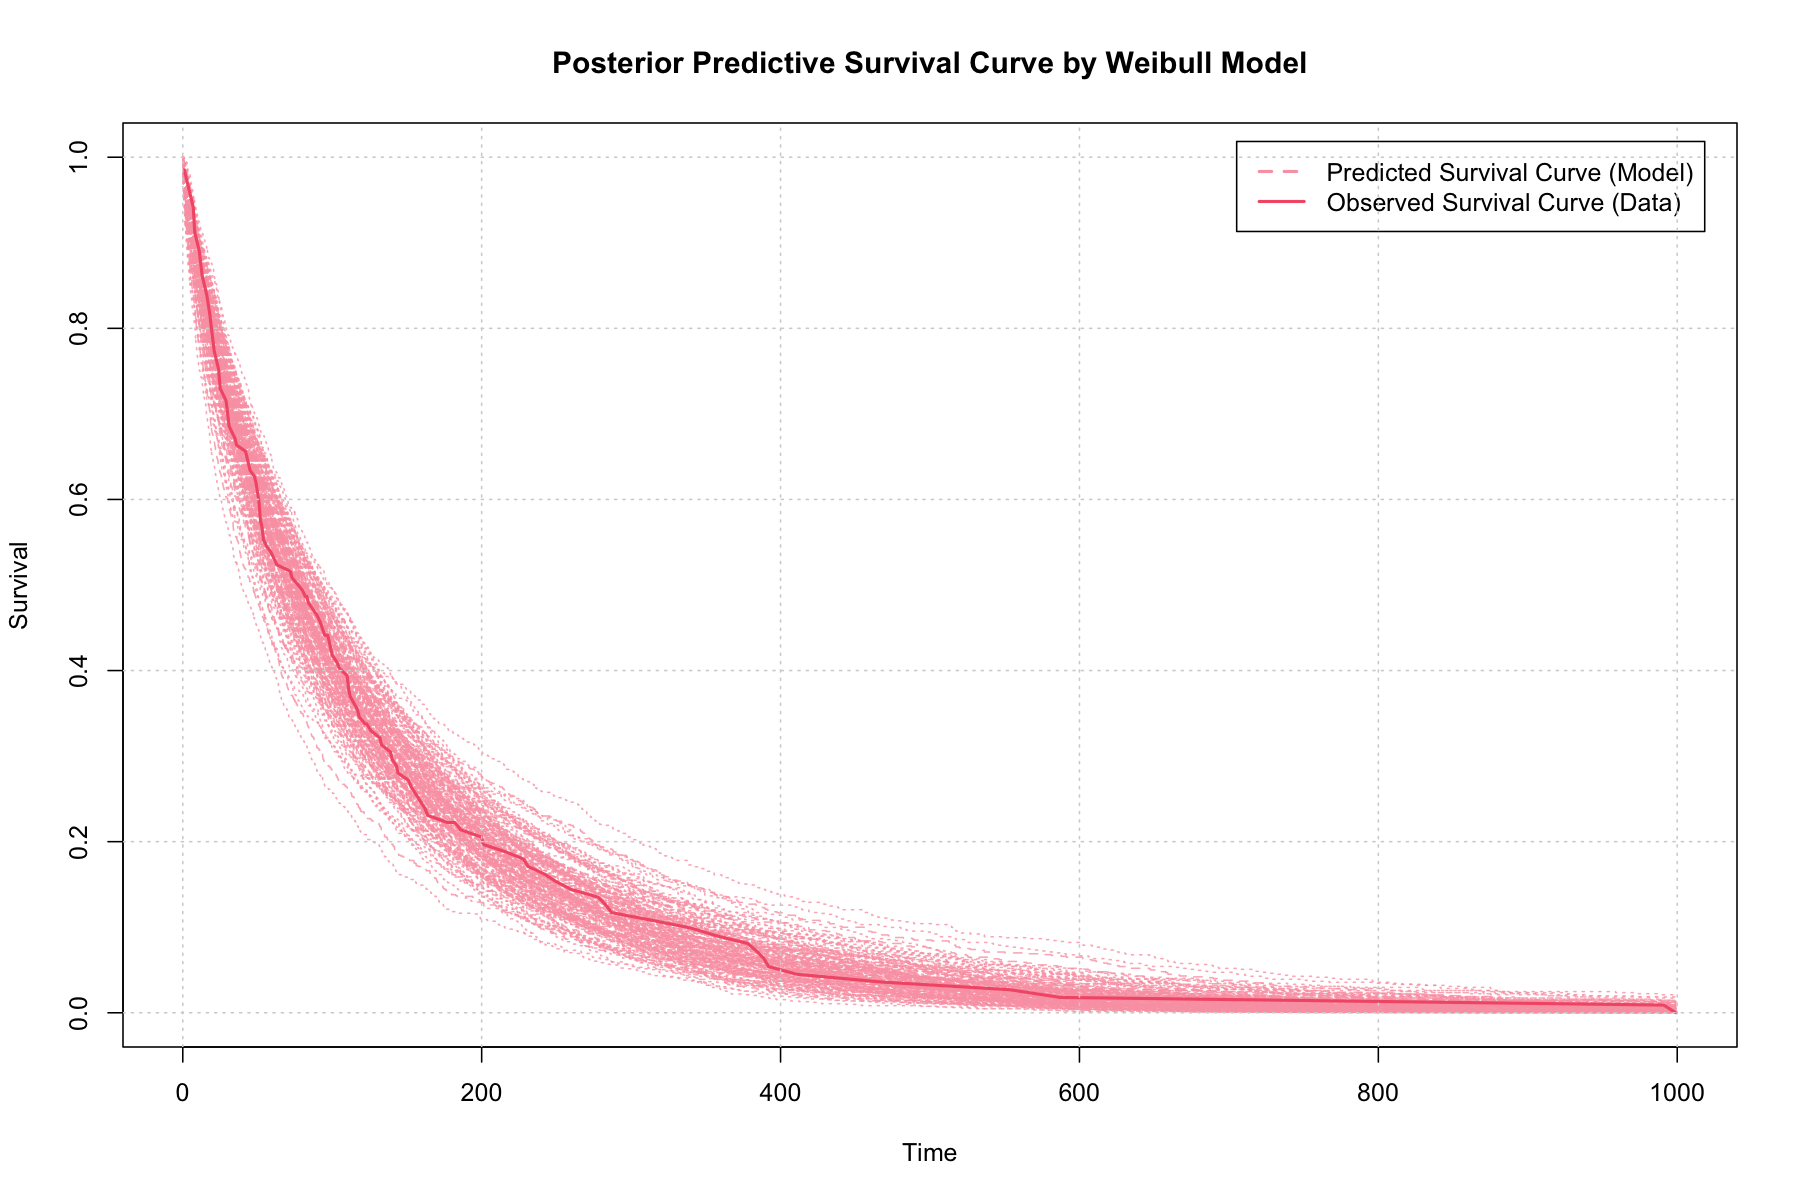 Posterior Predictive Survival Curve by Weibull Model
Predicted Survival Curve (Model)
Observed Survival Curve (Data)
Survival
1.0
0.8
0.6
0.4
0.2
0.0
0 200 400 600 800 1000
Time